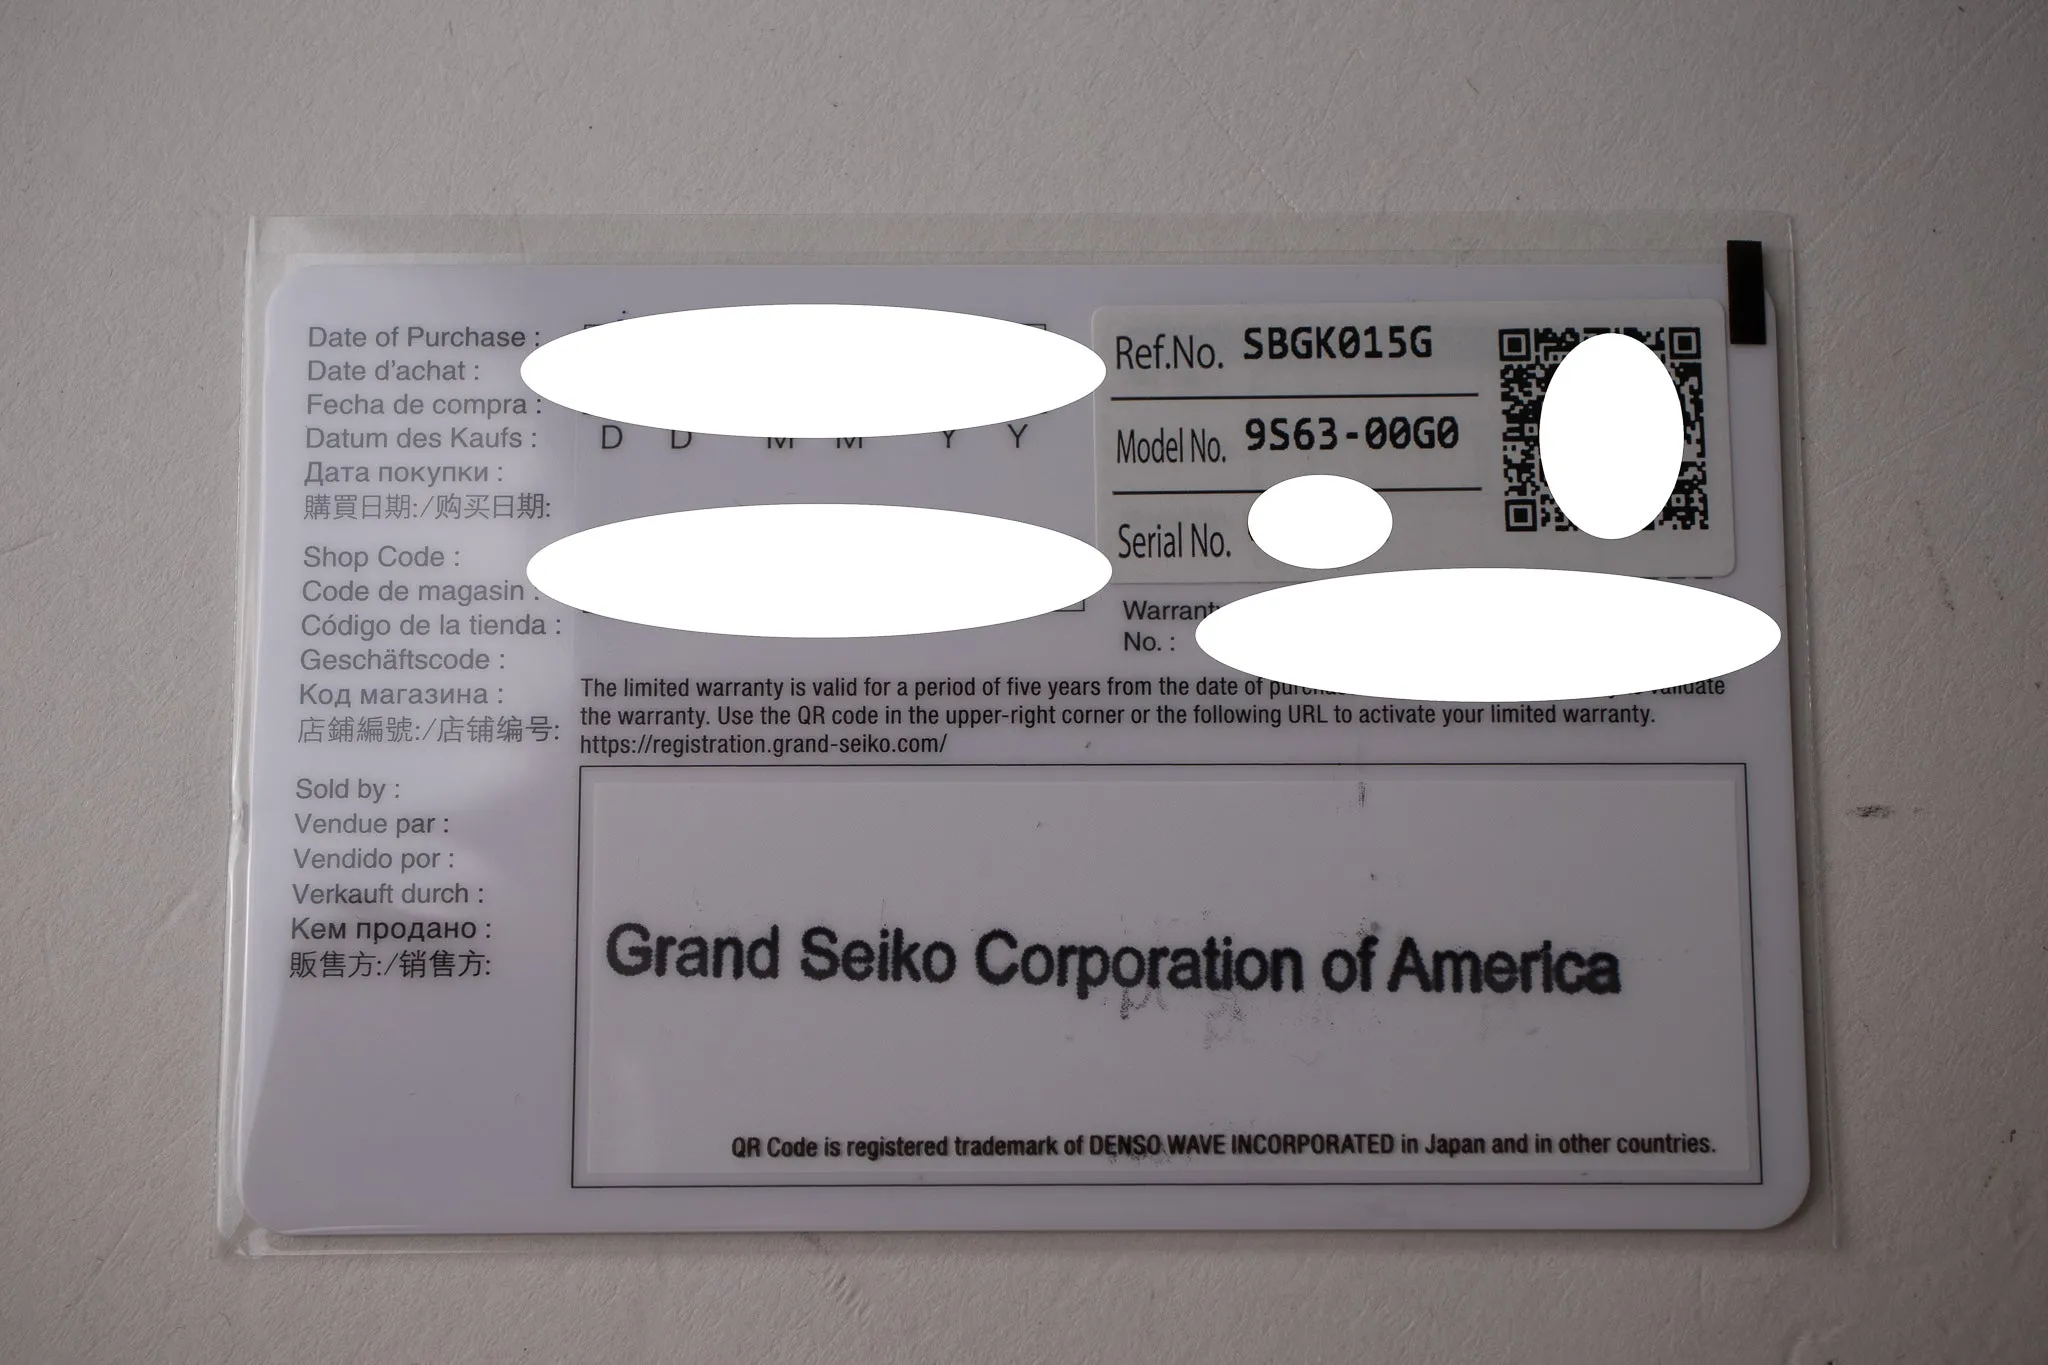 Date of Purchase :
Date d'achat :
Fecha de compra :
Datum des Kaufs :
Дата покупки :
購買日期:/购买日期:
D D M M Y Y
Shop Code :
Code de magasin :
Código de la tienda :
Geschäftscode :
Код магазина :
店鋪編號:/店铺编号:
Sold by :
Vendue par :
Vendido por :
Verkauft durch :
Кем продано :
販售方:/销售方:
Ref.No. SBGK015G
Model No. 9S63-00G0
Serial No.
Warranty
No. :
The limited warranty is valid for a period of five years from the date of validate
the warranty. Use the QR code in the upper-right corner or the following URL to activate your limited warranty.
https://registration.grand-seiko.com/
Grand Seiko Corporation of America
QR Code is registered trademark of DENSO WAVE INCORPORATED in Japan and in other countries.